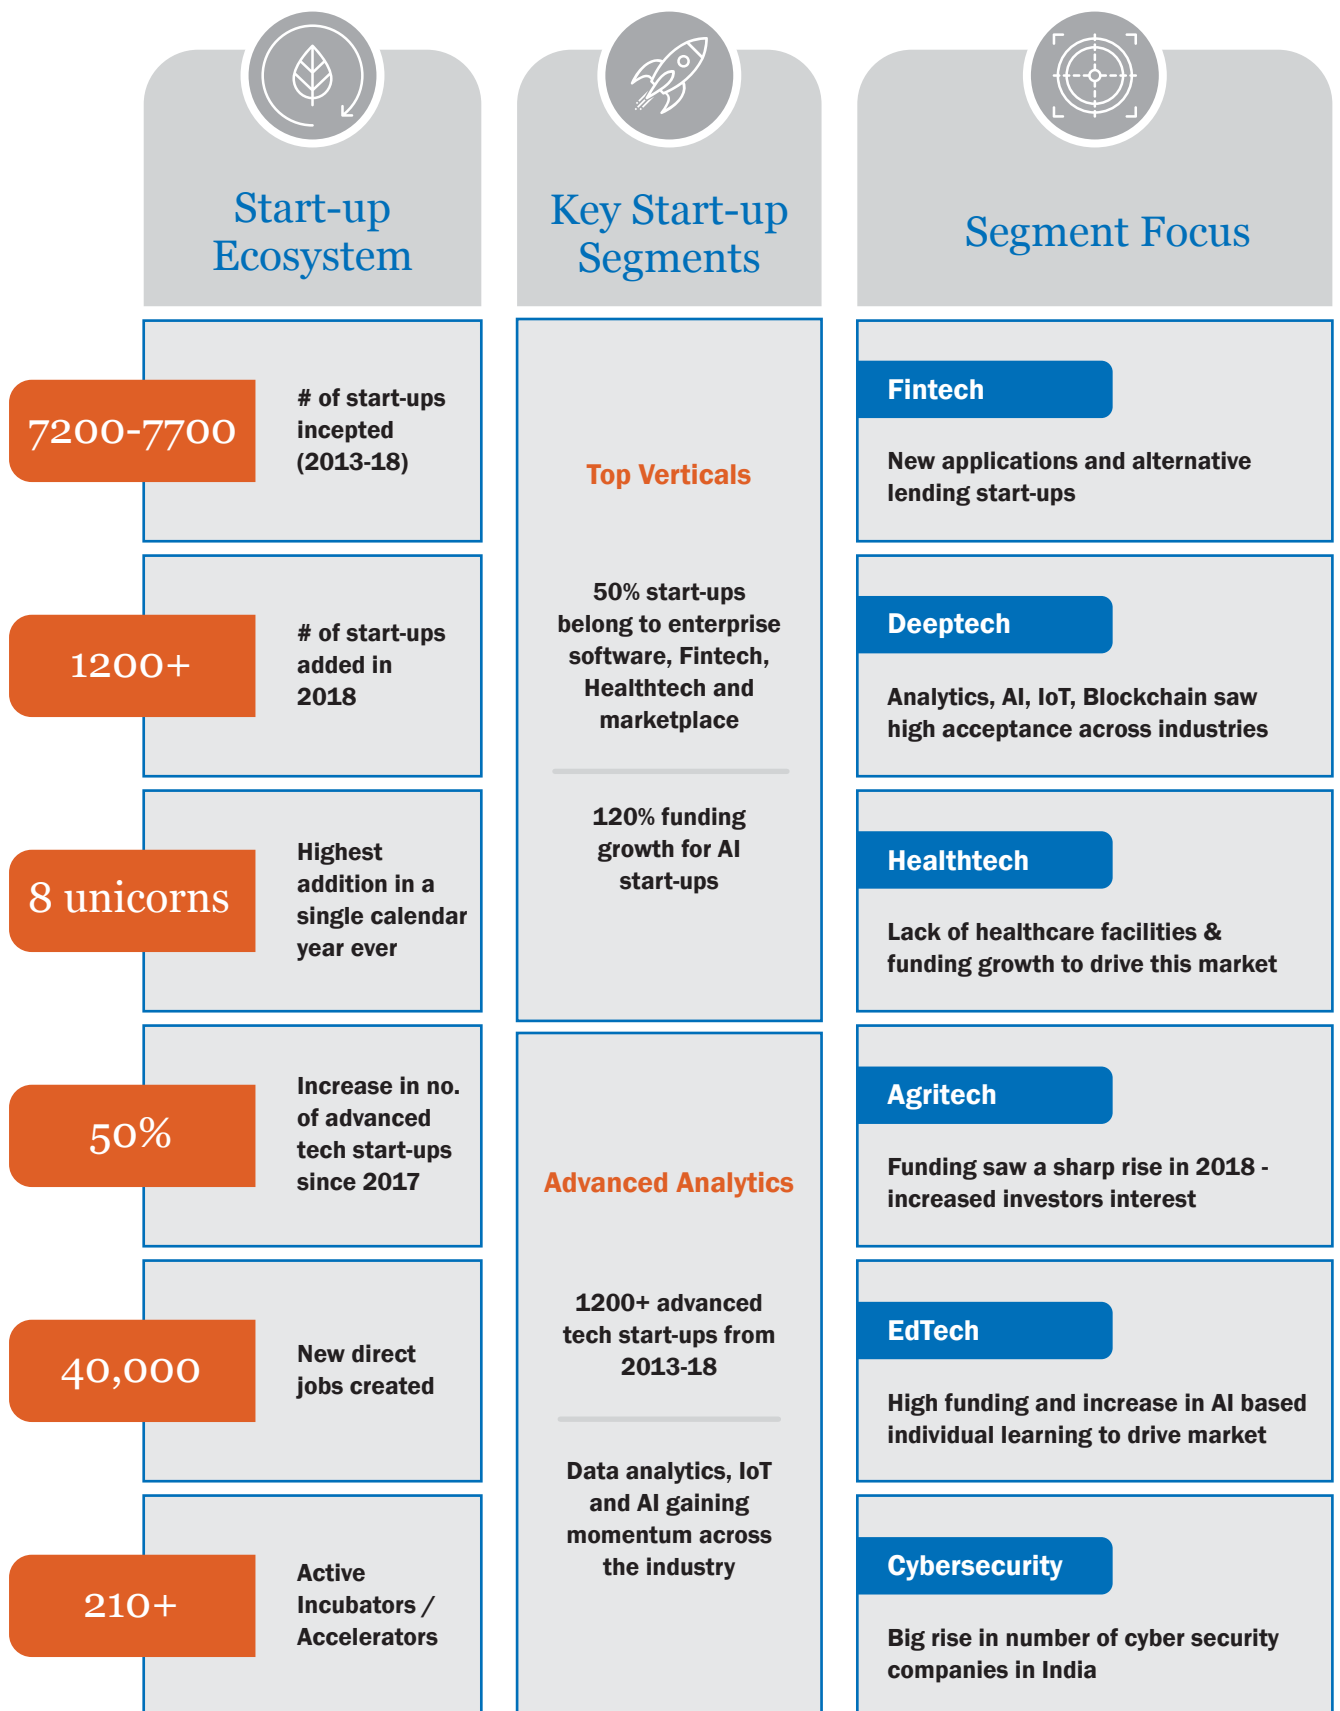 Start-up
Ecosystem
7200-7700
# of start-ups
incepted
(2013-18)
1200+
# of start-ups
added in
2018
8 unicorns
Highest
addition in a
single calendar
year ever
50%
Increase in no.
of advanced
tech start-ups
since 2017
40,000
New direct
jobs created
210+
Active
Incubators /
Accelerators
Key Start-up
Segments
Top Verticals
50% start-ups
belong to enterprise
software, Fintech,
Healthtech and
marketplace
120% funding
growth for AI
start-ups
Advanced Analytics
1200+ advanced
tech start-ups from
2013-18
Data analytics, IoT
and AI gaining
momentum across
the industry
Segment Focus
Fintech
New applications and alternative
lending start-ups
Deeptech
Analytics, AI, IoT, Blockchain saw
high acceptance across industries
Healthtech
Lack of healthcare facilities &
funding growth to drive this market
Agritech
Funding saw a sharp rise in 2018 -
increased investors interest
EdTech
High funding and increase in AI based
individual learning to drive market
Cybersecurity
Big rise in number of cyber security
companies in India